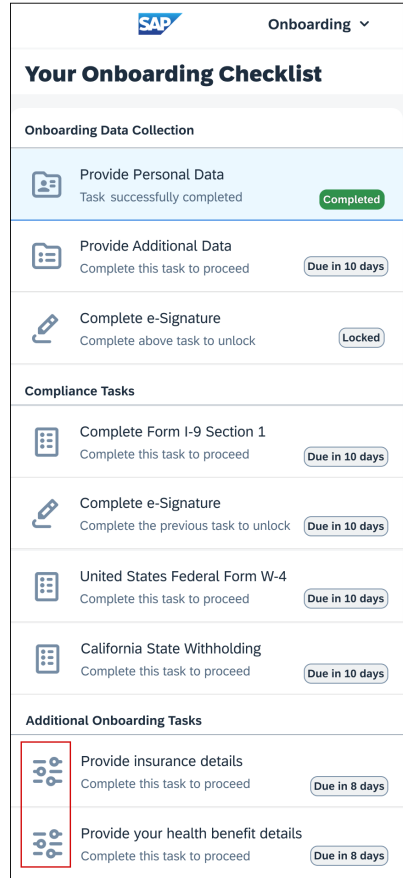 SAP
Onboarding
Your Onboarding Checklist
Onboarding Data Collection
Provide Personal Data
Task successfully completed
Completed
Provide Additional Data
Complete this task to proceed
Due in 10 days
Complete e-Signature
Complete above task to unlock
Locked
Compliance Tasks
Complete Form I-9 Section 1
Complete this task to proceed
Due in 10 days
Complete e-Signature
Complete the previous task to unlock
Due in 10 days
United States Federal Form W-4
Complete this task to proceed
Due in 10 days
California State Withholding
Complete this task to proceed
Due in 10 days
Additional Onboarding Tasks
Provide insurance details
Complete this task to proceed
Due in 8 days
Provide your health benefit details
Complete this task to proceed
Due in 8 days